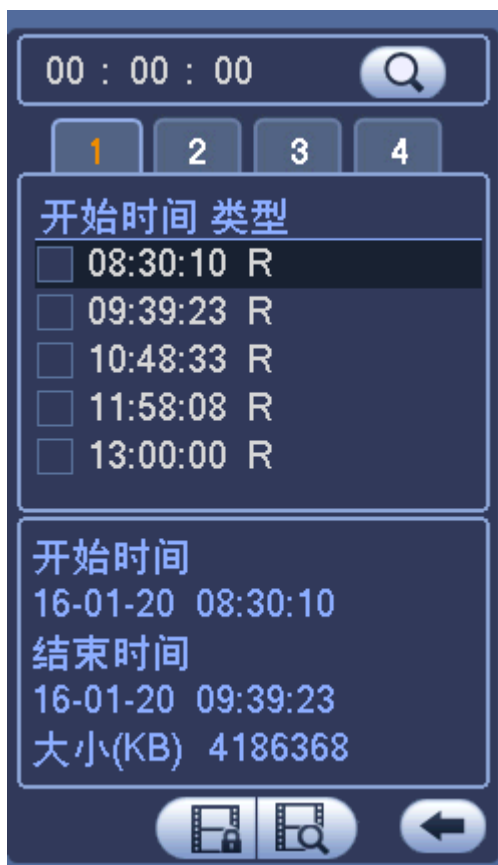 00 : 00 : 00
1 2 3 4
开始时间 类型
08:30:10 R
09:39:23 R
10:48:33 R
11:58:08 R
13:00:00 R
开始时间
16-01-20 08:30:10
结束时间
16-01-20 09:39:23
大小(KB) 4186368